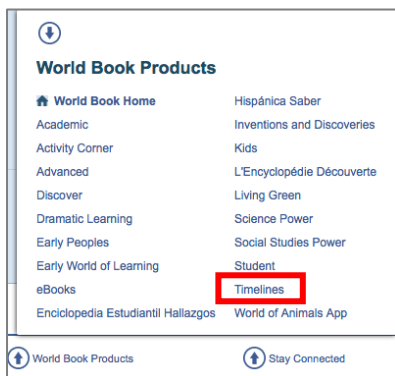 World Book Products
World Book Home
Academic
Activity Corner
Advanced
Discover
Dramatic Learning
Early Peoples
Early World of Learning
eBooks
Enciclopedia Estudiantil Hallazgos
Hispánica Saber
Inventions and Discoveries
Kids
L'Encyclopédie Découverte
Living Green
Science Power
Social Studies Power
Student
Timelines
World of Animals App
World Book Products
Stay Connected